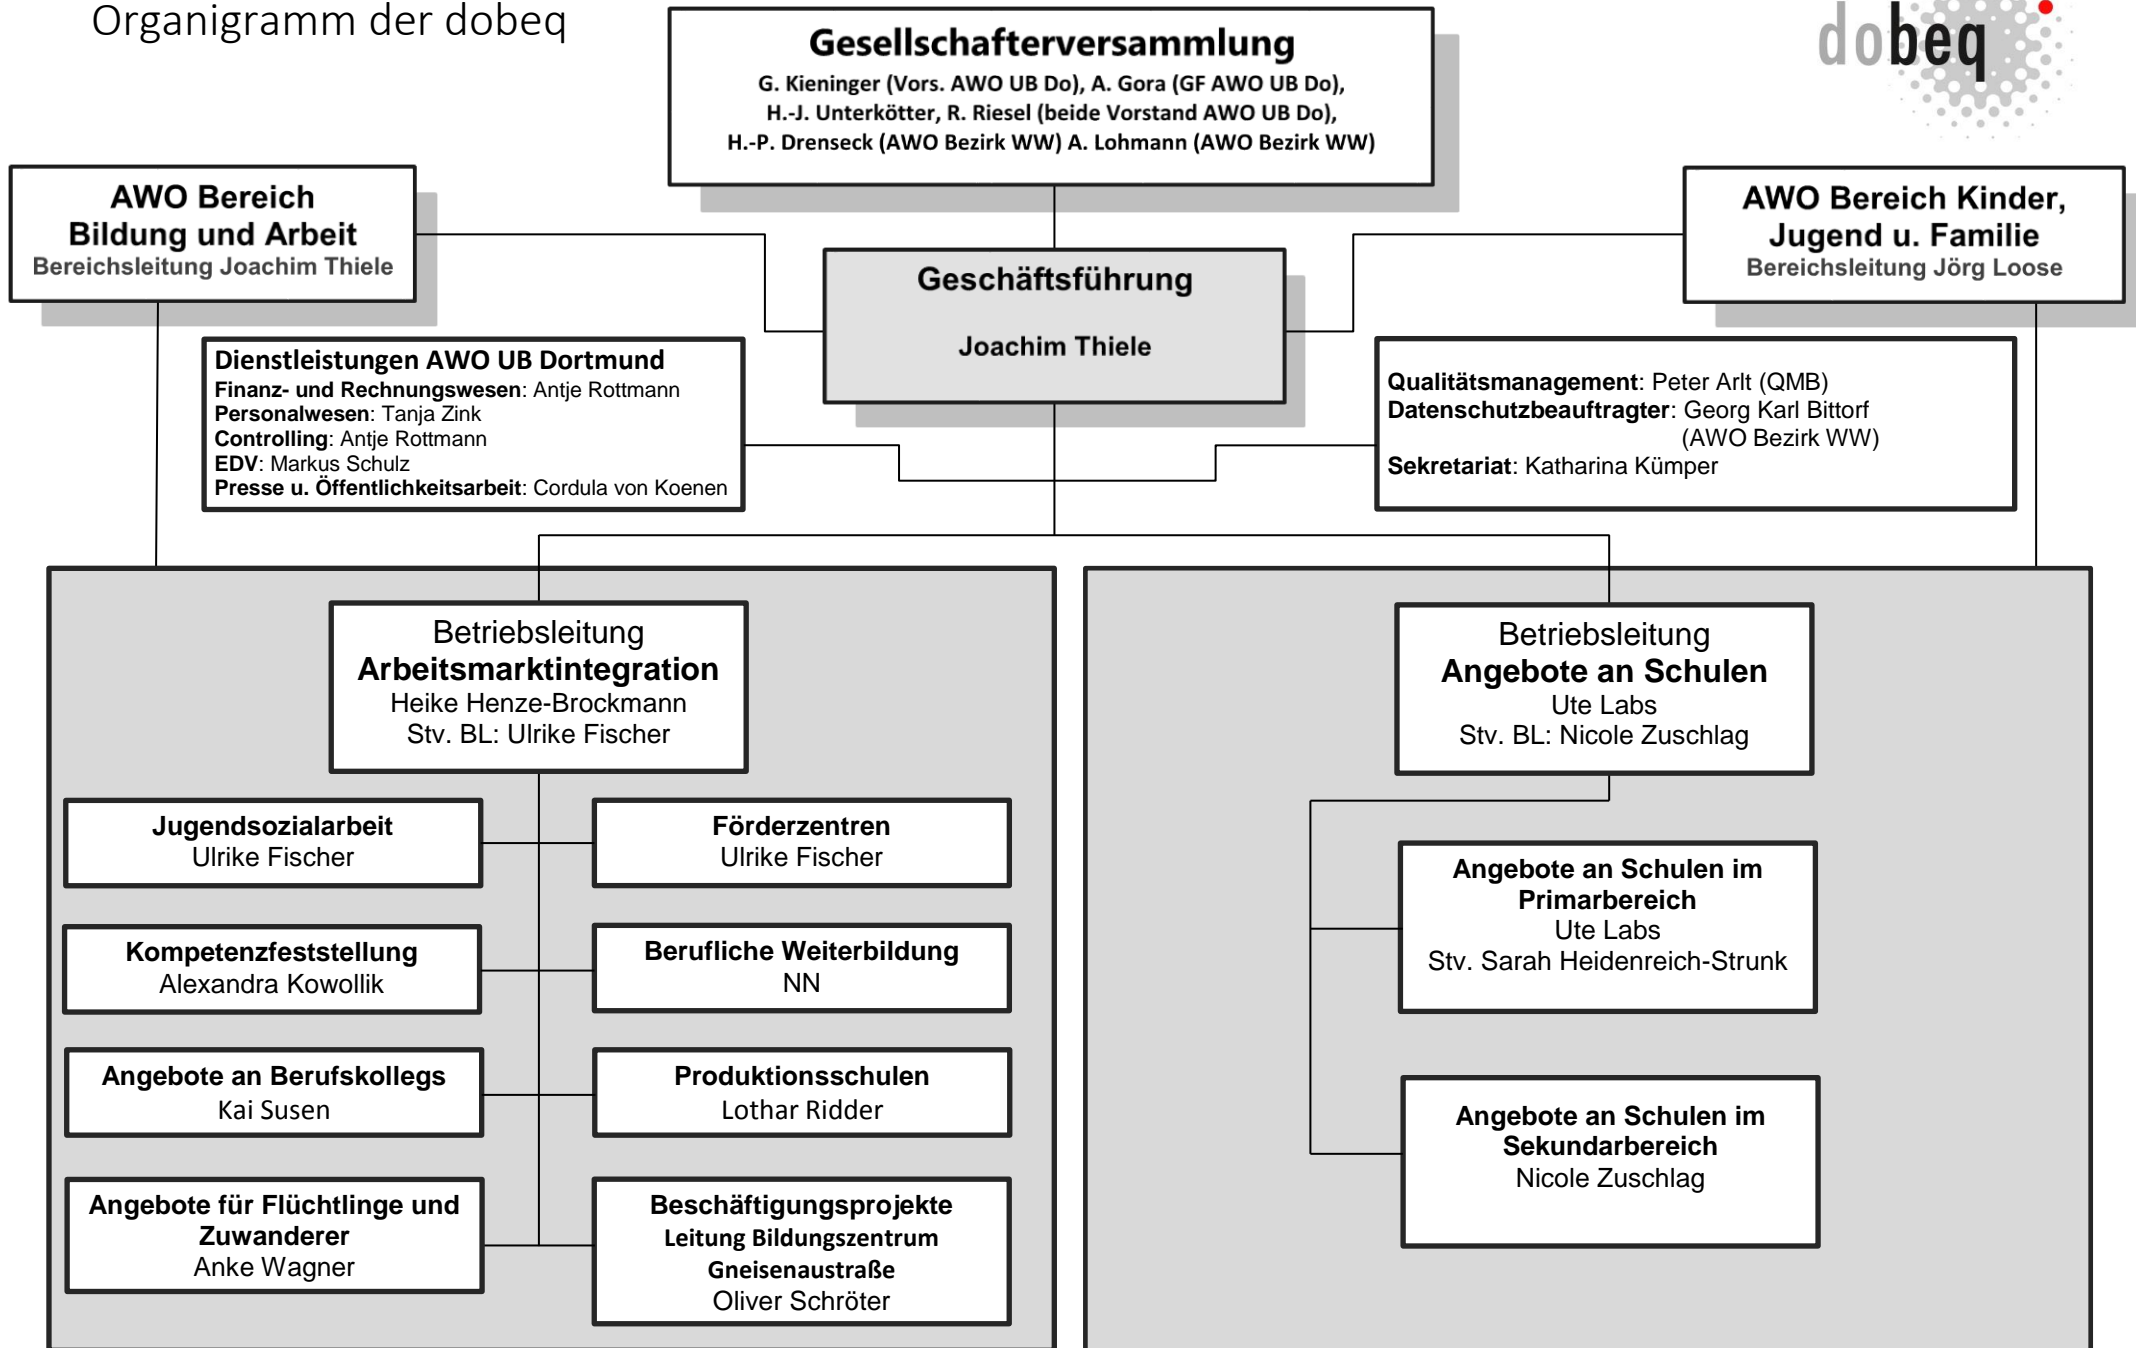 Organigramm der dobeq
dobeq
Gesellschafterversammlung
G. Kieninger (Vors. AWO UB Do), A. Gora (GF AWO UB Do),
H.-J. Unterkötter, R. Riesel (beide Vorstand AWO UB Do),
H.-P. Drenseck (AWO Bezirk WW) A. Lohmann (AWO Bezirk WW)
AWO Bereich
Bildung und Arbeit
Bereichsleitung Joachim Thiele
Geschäftsführung
Joachim Thiele
AWO Bereich Kinder,
Jugend u. Familie
Bereichsleitung Jörg Loose
Dienstleistungen AWO UB Dortmund
Finanz- und Rechnungswesen: Antje Rottmann
Personalwesen: Tanja Zink
Controlling: Antje Rottmann
EDV: Markus Schulz
Presse u. Öffentlichkeitsarbeit: Cordula von Koenen
Qualitätsmanagement: Peter Arlt (QMB)
Datenschutzbeauftragter: Georg Karl Bittorf
(AWO Bezirk WW)
Sekretariat: Katharina Kümper
Betriebsleitung
Arbeitsmarktintegration
Heike Henze-Brockmann
Stv. BL: Ulrike Fischer
Jugendsozialarbeit
Ulrike Fischer
Förderzentren
Ulrike Fischer
Kompetenzfeststellung
Alexandra Kowollik
Berufliche Weiterbildung
NN
Angebote an Berufskollegs
Kai Susen
Produktionsschulen
Lothar Ridder
Angebote für Flüchtlinge und
Zuwanderer
Anke Wagner
Beschäftigungsprojekte
Leitung Bildungszentrum
Gneisenaustraße
Oliver Schröter
Betriebsleitung
Angebote an Schulen
Ute Labs
Stv. BL: Nicole Zuschlag
Angebote an Schulen im
Primarbereich
Ute Labs
Stv. Sarah Heidenreich-Strunk
Angebote an Schulen im
Sekundarbereich
Nicole Zuschlag